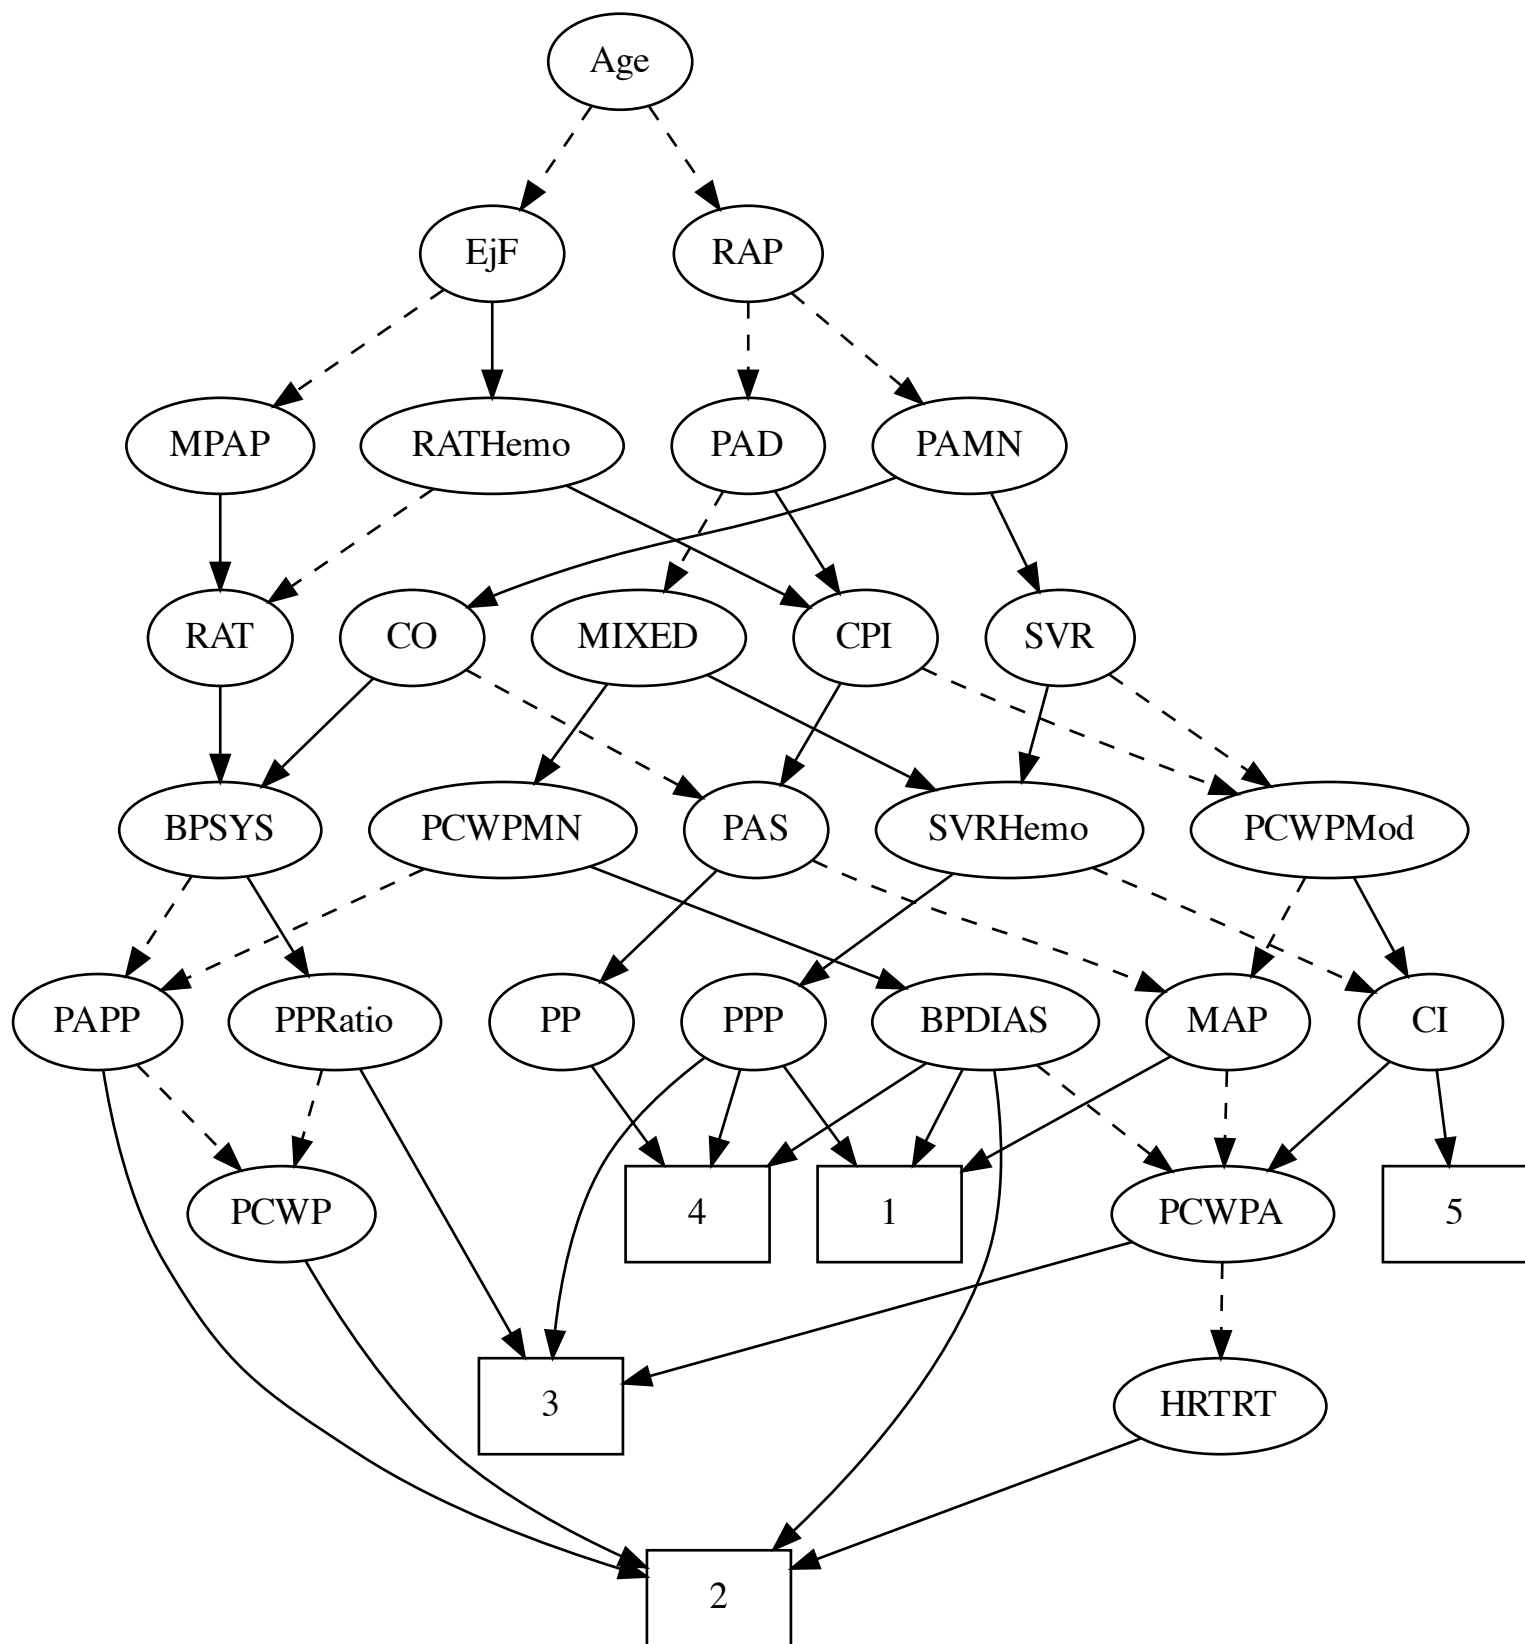 Age
EjF
RAP
MPAP
RATHemo
PAD
PAMN
RAT
CO
MIXED
CPI
SVR
BPSYS
PCWPMN
PAS
SVRHemo
PCWPMod
PAPP
PPRatio
PP
PPP
BPDIAS
MAP
CI
PCWP
4
1
PCWPA
5
3
HRTRT
2